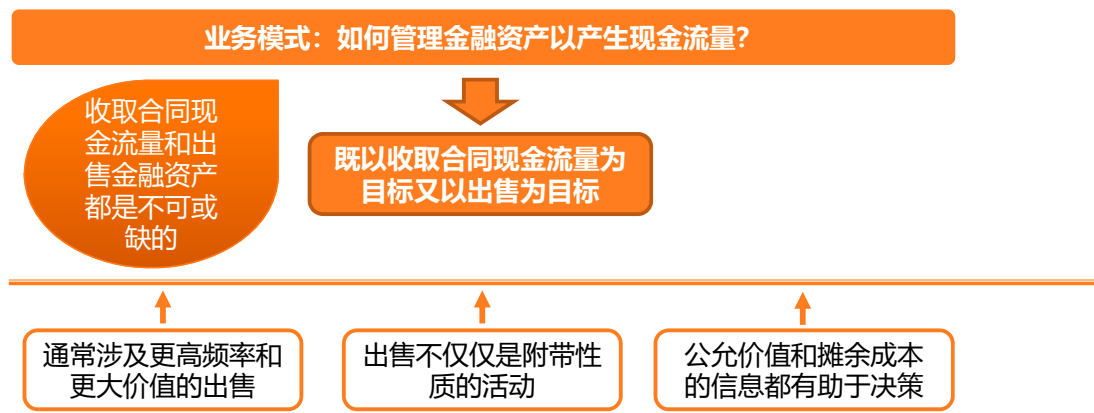 业务模式：如何管理金融资产以产生现金流量？
收取合同现
金流量和出
售金融资产
都是不可或
缺的
既以收取合同现金流量为
目标又以出售为目标
通常涉及更高频率和
更大价值的出售
出售不仅仅是附带性
质的活动
公允价值和摊余成本
的信息都有助于决策